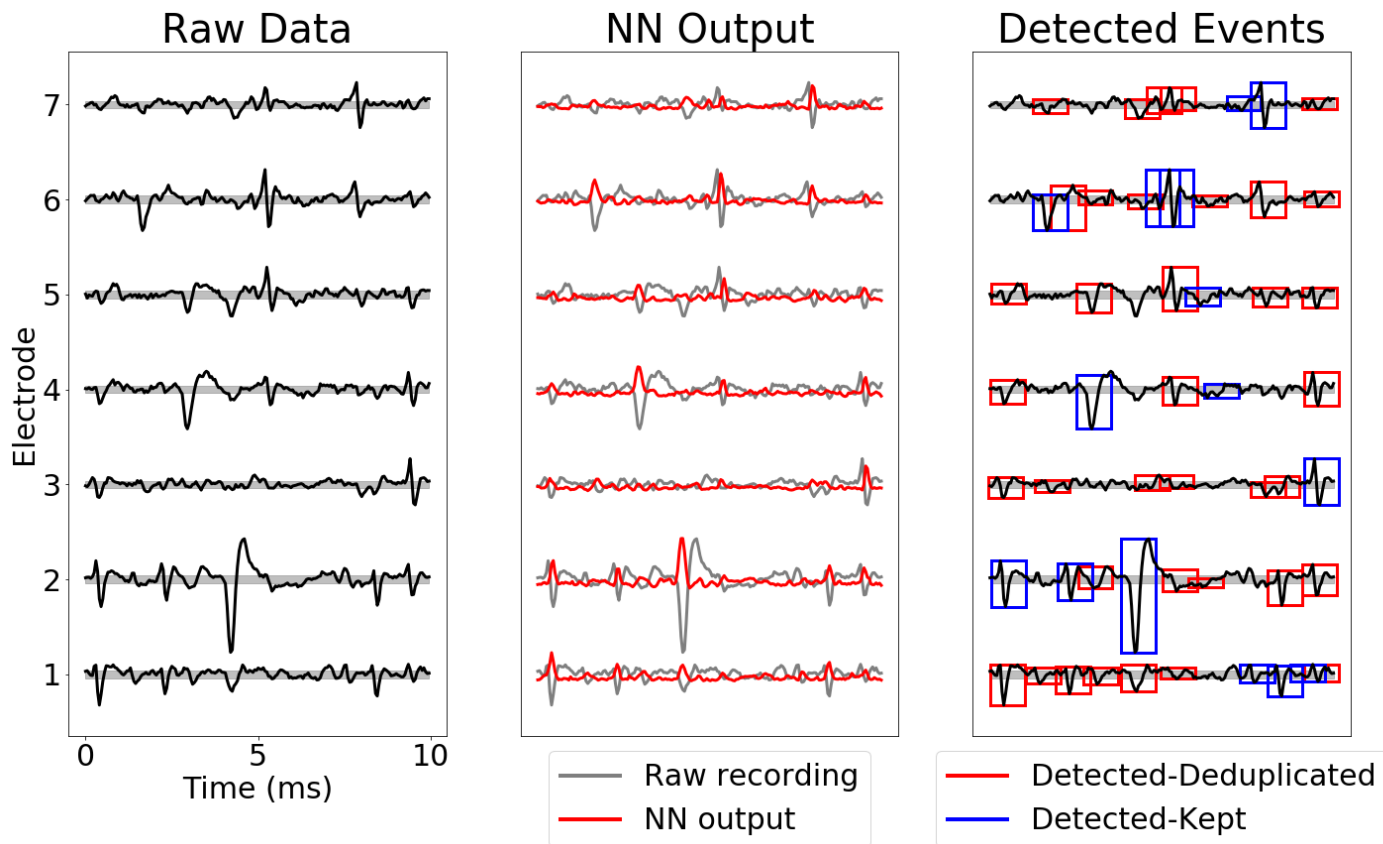 Raw Data
NN Output
Detected Events
7
6
5
4
3
2
1
Electrode
0 5 10
Time (ms)
Raw recording
NN output
Detected-Deduplicated
Detected-Kept